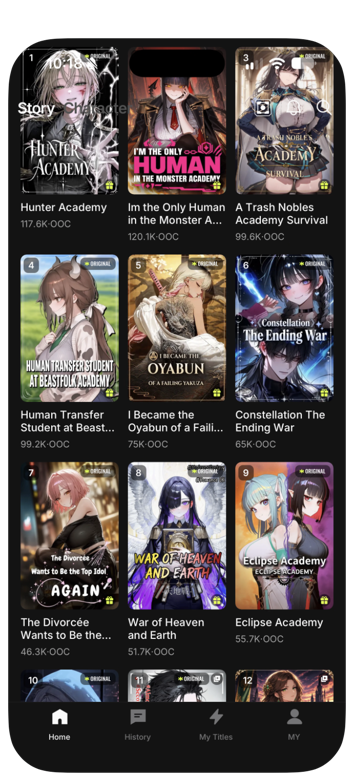 10:18
Story Characte
1
ORIGINAL
HUNTER
ACADEMY
Hunter Academy
117.6K·OOC
I'M THE ONLY
HUMAN
IN THE MONSTER ACADEMY
Im the Only Human
in the Monster A...
120.1K·OOC
3
ORIGINAL
A TRASH NOBLE'S
ACADEMY
SURVIVAL
A Trash Nobles
Academy Survival
99.6K·OOC
4
ORIGINAL
HUMAN TRANSFER STUDENT
AT BEASTFOLK ACADEMY
Human Transfer
Student at Beast...
99.2K·OOC
5
ORIGINAL
I BECAME THE
OYABUN
OF A FAILING YAKUZA
I Became the
Oyabun of a Faili...
75K·OOC
6
Constellation
The Ending War
Constellation The
Ending War
65K·OOC
7
ORIGINAL
The Divorcée
Wants to Be the Top Idol
AGAIN
The Divorcée
Wants to Be the...
46.3K·OOC
8
ORIGINAL
WAR OF HEAVEN
AND EARTH
War of Heaven
and Earth
51.7K·OOC
9
ORIGINAL
Eclipse Academy
ECLIPSE ACADEMY
Eclipse Academy
55.7K·OOC
10
ORIGINAL
11
ORIGINAL
12
Home
History
My Titles
MY